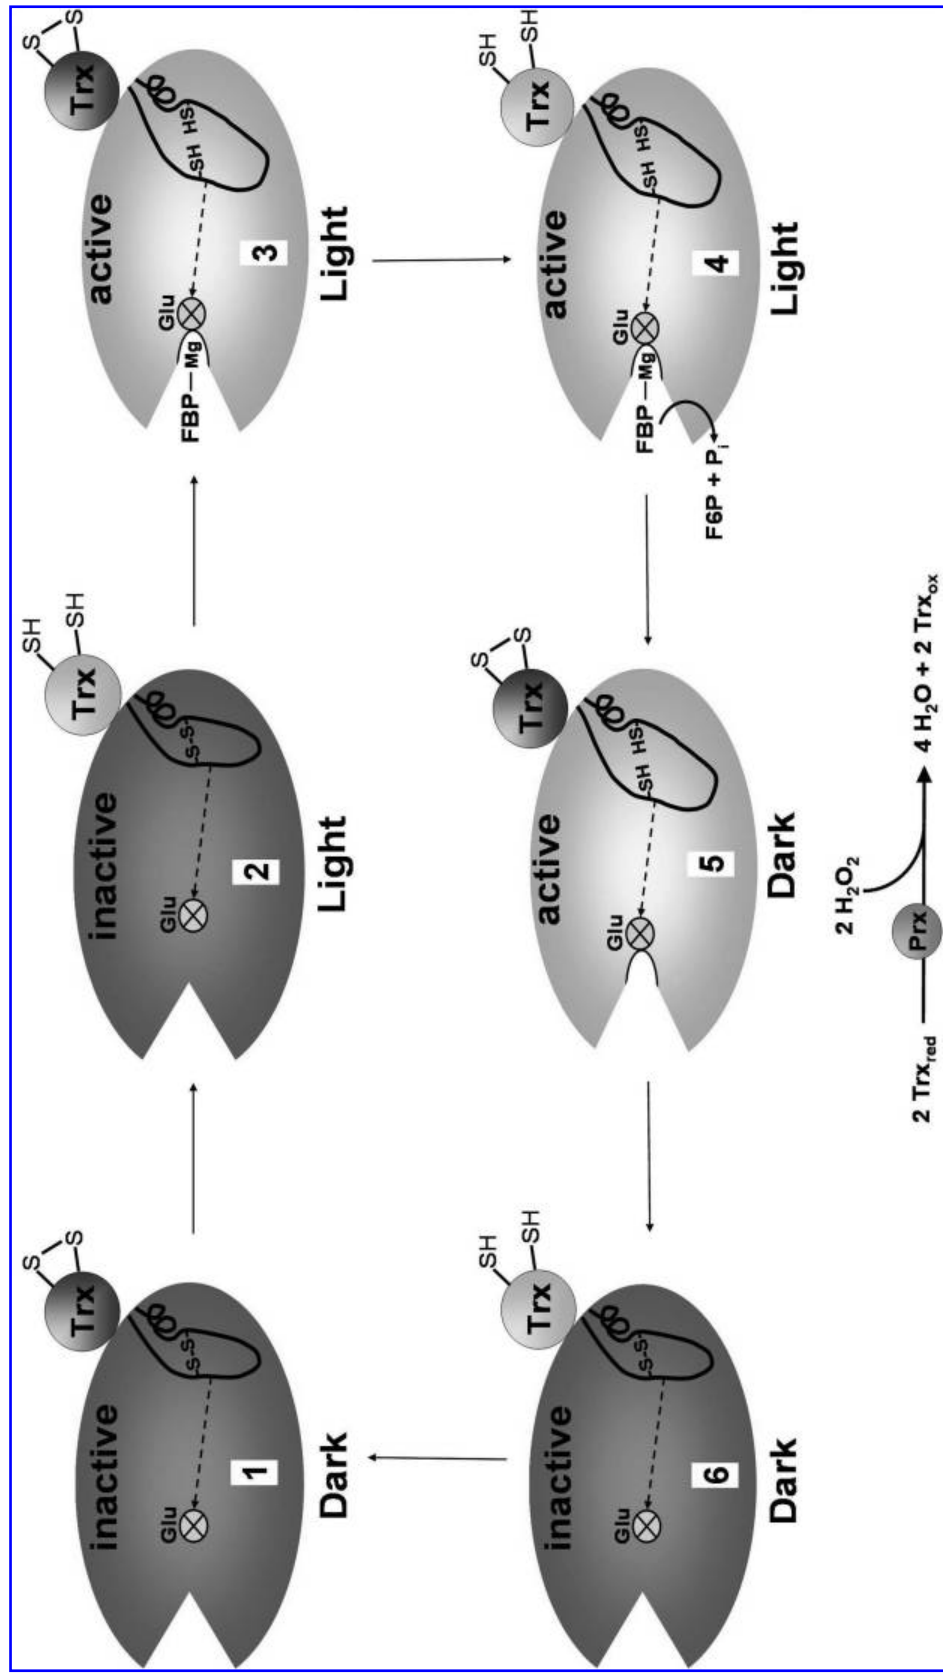 S S
Trx
inactive
Glu
S-S
1
Dark
SH
SH
Trx
inactive
Glu
S-S
2
Light
S S
Trx
active
Glu
FBP — Mg
SH HS
3
Light
SH
SH
Trx
inactive
Glu
S-S
6
Dark
S S
Trx
active
Glu
SH HS
5
Dark
SH
SH
Trx
active
Glu
FBP — Mg
SH HS
4
F6P + Pi
Light
2 H2O2
2 Trxred
Prx
4 H2O + 2 Trxox